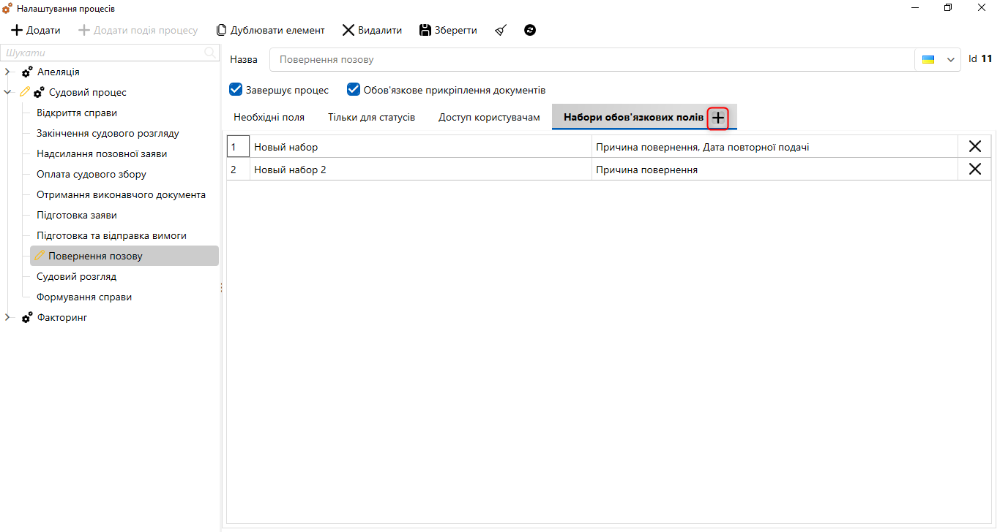 Налаштування процесів
Додати Додати подія процесу Дублювати елемент Видалити Зберегти
Шукати
Апеляція
Судовий процес
Відкриття справи
Закінчення судового розгляду
Надсилання позовної заяви
Оплата судового збору
Отримання виконавчого документа
Підготовка заяви
Підготовка та відправка вимоги
Повернення позову
Судовий розгляд
Формування справи
Факторинг
Назва Повернення позову Id 11
Завершує процес Обов'язкове прикріплення документів
Необхідні поля Тільки для статусів Доступ користувачам Набори обов'язкових полів
1 Новый набор Причина повернення, Дата повторної подачі
2 Новый набор 2 Причина повернення